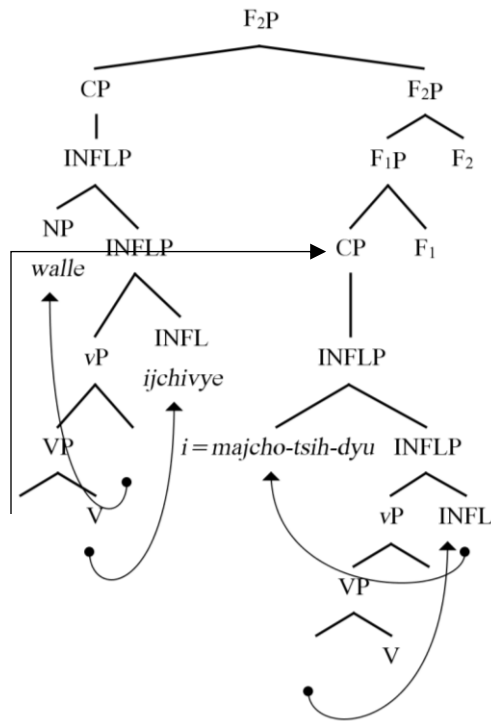 F₂P
CP F₂P
INFLP F₁P F₂
NP INFLP CP F₁
walle
vP INFL INFLP
ijchivye
VP i=majcho-tsih-dyu INFLP
V vP INFL
VP
V